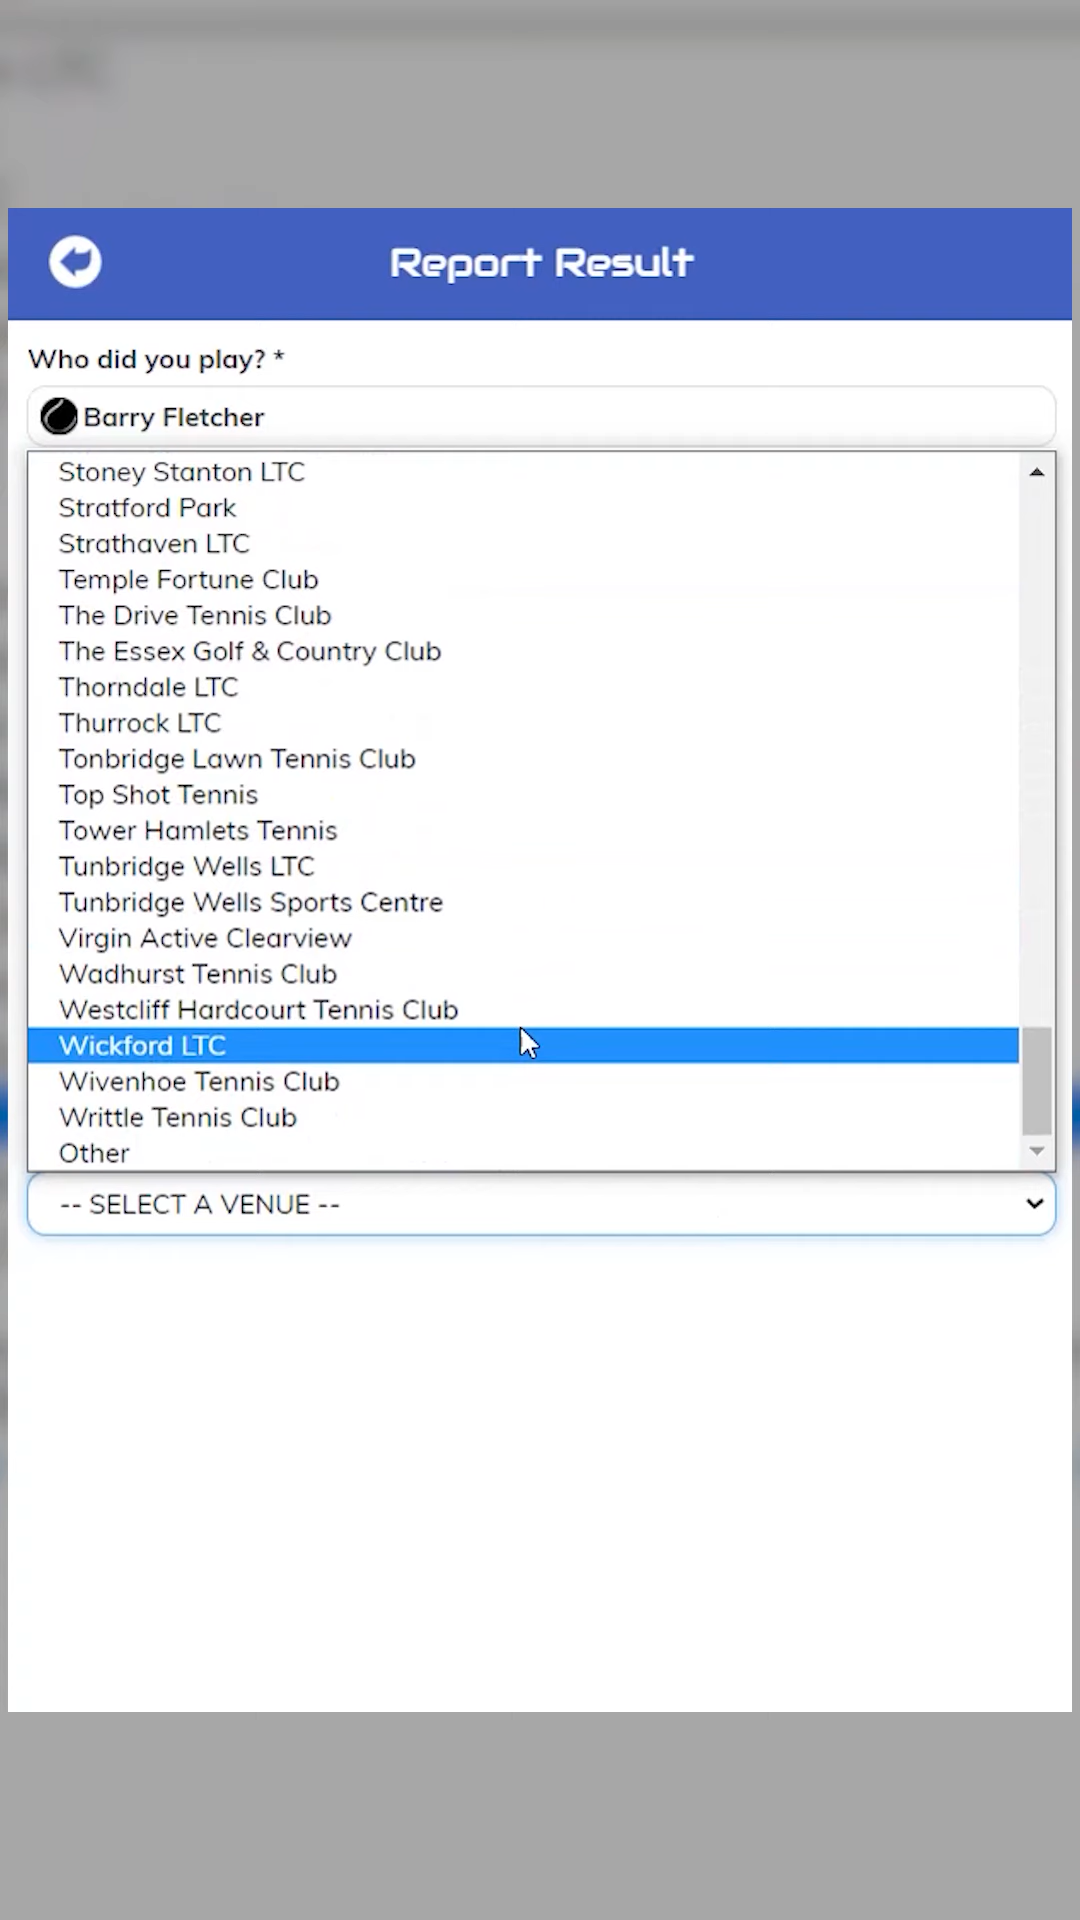 Report Result
Who did you play? *
Barry Fletcher
Stoney Stanton LTC
Stratford Park
Strathaven LTC
Temple Fortune Club
The Drive Tennis Club
The Essex Golf & Country Club
Thorndale LTC
Thurrock LTC
Tonbridge Lawn Tennis Club
Top Shot Tennis
Tower Hamlets Tennis
Tunbridge Wells LTC
Tunbridge Wells Sports Centre
Virgin Active Clearview
Wadhurst Tennis Club
Westcliff Hardcourt Tennis Club
Wickford LTC
Wivenhoe Tennis Club
Writtle Tennis Club
Other
-- SELECT A VENUE --